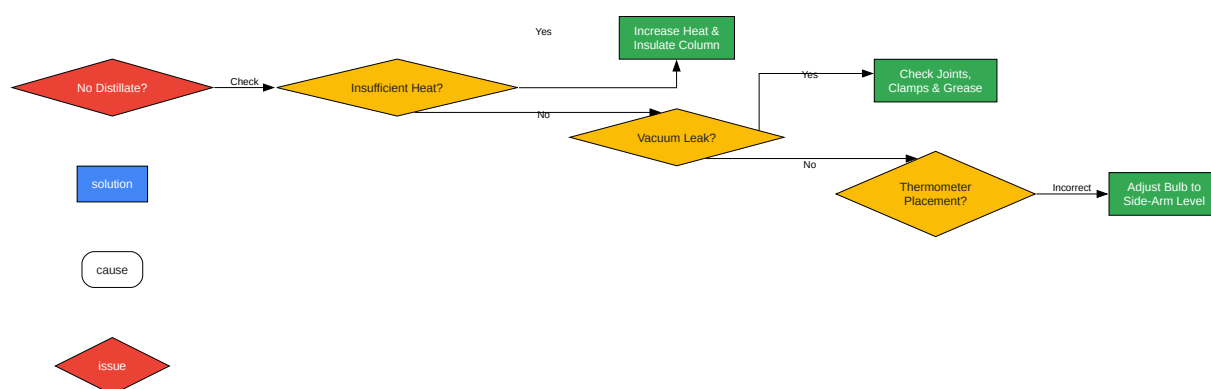 Yes
Increase Heat &
Insulate Column
No Distillate?
Check
Insufficient Heat?
Yes
Check Joints,
Clamps & Grease
No
Vacuum Leak?
No
solution
Thermometer
Placement?
Incorrect
Adjust Bulb to
Side-Arm Level
cause
issue